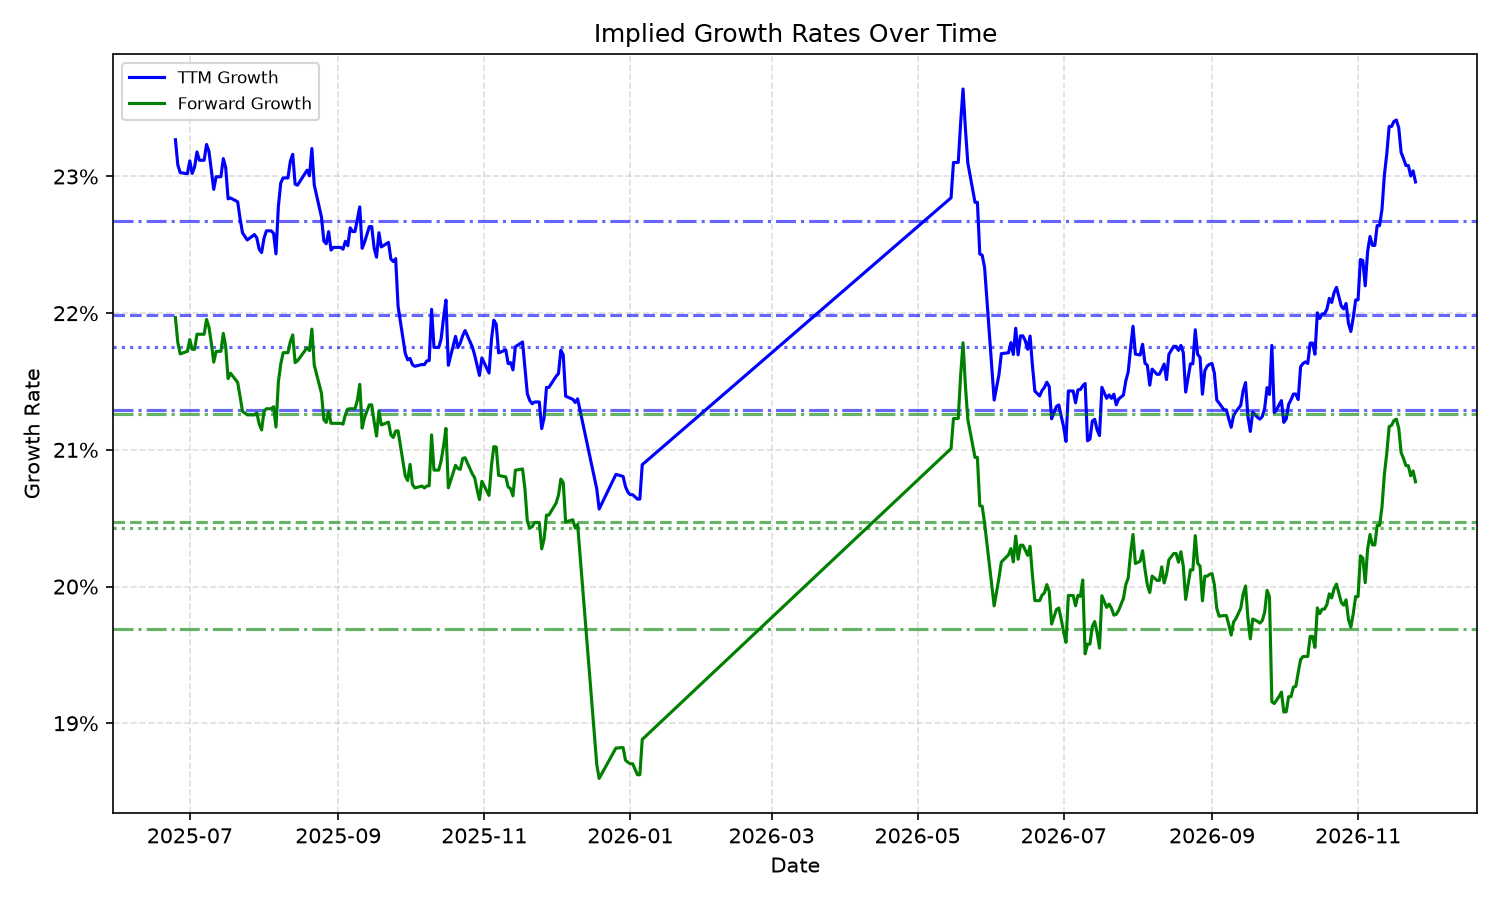 Implied Growth Rates Over Time
TTM Growth
Forward Growth
23%
22%
21%
20%
19%
Growth Rate
2025-07
2025-09
2025-11
2026-01
2026-03
2026-05
2026-07
2026-09
2026-11
Date